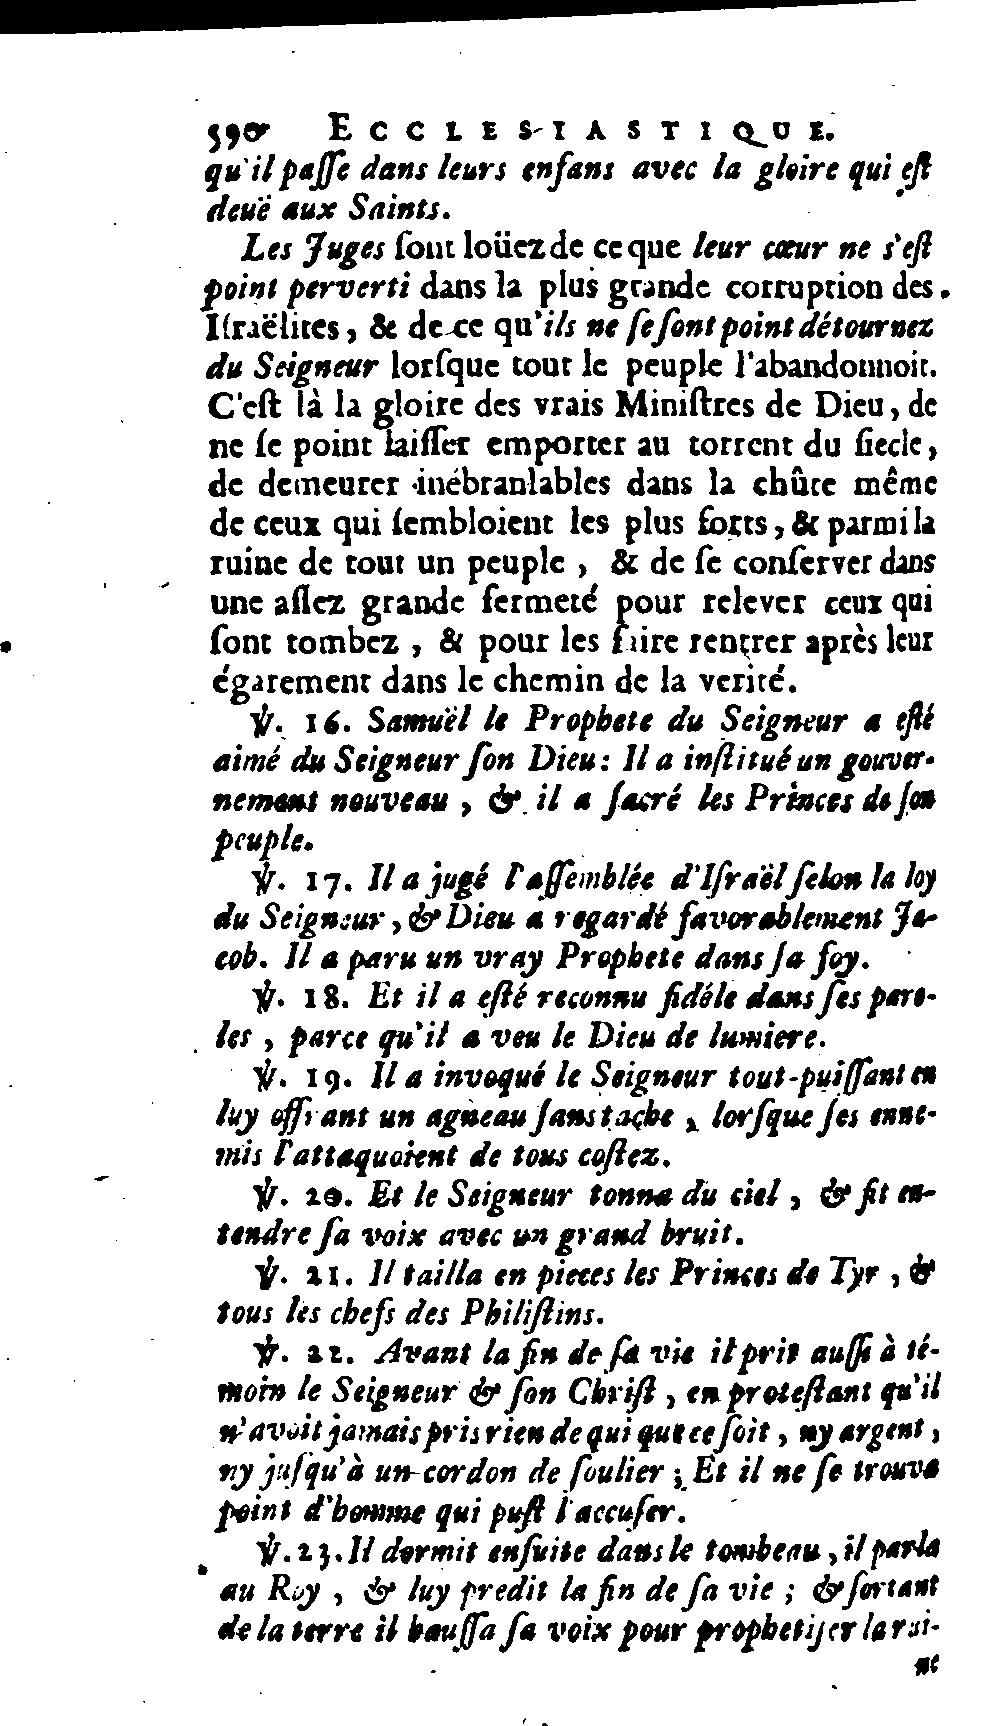 590 ECCLESIASTIQUE.
qu'il passe dans leurs enfans avec la gloire qui est
deuë aux Saints.
Les Juges sont loüez de ce que leur cœur ne s'est
point perverti dans la plus grande corruption des
Israëlites, & de ce qu'ils ne se sont point détournez
du Seigneur lorsque tout le peuple l'abandonnoit.
C'est là la gloire des vrais Ministres de Dieu, de
ne se point laisser emporter au torrent du siecle,
de demeurer inébranlables dans la chûte même
de ceux qui sembloient les plus forts, & parmi la
ruine de tout un peuple, & de se conserver dans
une assez grande fermeté pour relever ceux qui
sont tombez, & pour les faire rentrer après leur
égarement dans le chemin de la verité.
℣. 16. Samuël le Prophete du Seigneur a esté
aimé du Seigneur son Dieu: Il a institué un gouver-
nement nouveau, & il a sacré les Princes de son
peuple.
℣. 17. Il a jugé l'assemblée d'Israël selon la loy
du Seigneur, & Dieu a regardé favorablement Ja-
cob. Il a paru un vray Prophete dans sa foy.
℣. 18. Et il a esté reconnu fidéle dans ses paro-
les, parce qu'il a veu le Dieu de lumiere.
℣. 19. Il a invoqué le Seigneur tout-puissant en
luy offrant un agneau sans tache, lorsque ses enne-
mis l'attaquoient de tous costez.
℣. 20. Et le Seigneur tonna du ciel, & fit en-
tendre sa voix avec un grand bruit.
℣. 21. Il tailla en pieces les Princes de Tyr, &
tous les chefs des Philistins.
℣. 22. Avant la fin de sa vie il prit aussi à té-
moin le Seigneur & son Christ, en protestant qu'il
n'avoit jamais pris rien de qui que ce soit, ny argent,
ny jusqu'à un cordon de soulier; Et il ne se trouva
point d'homme qui pust l'accuser.
℣. 23. Il dormit ensuite dans le tombeau, il parla
au Roy, & luy predit la fin de sa vie; & sortant
de la terre il haussa sa voix pour prophetiser la rui-
ne